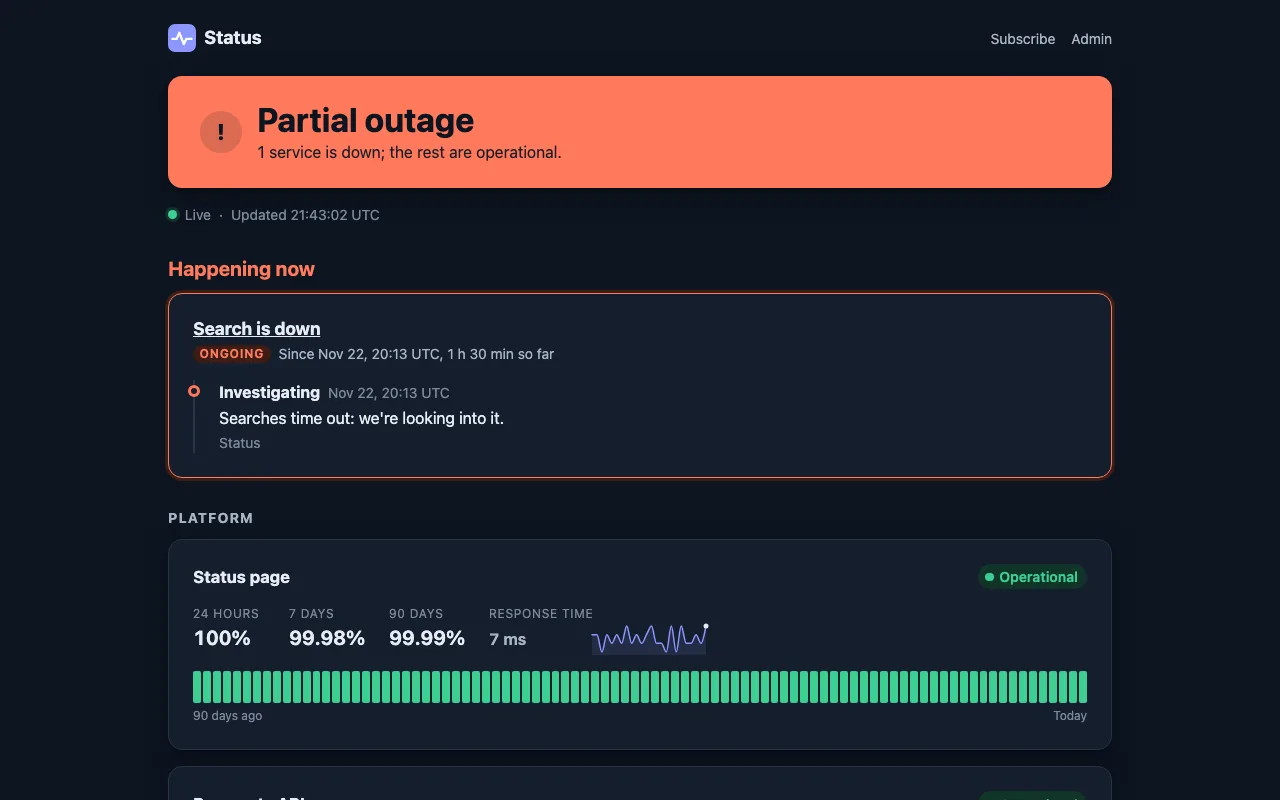 Status
Subscribe Admin
!
Partial outage
1 service is down; the rest are operational.
Live · Updated 21:43:02 UTC
Happening now
Search is down
ONGOING Since Nov 22, 20:13 UTC, 1 h 30 min so far
Investigating Nov 22, 20:13 UTC
Searches time out: we're looking into it.
Status
PLATFORM
Status page
Operational
24 HOURS 7 DAYS 90 DAYS RESPONSE TIME
100% 99.98% 99.99% 7 ms
90 days ago Today